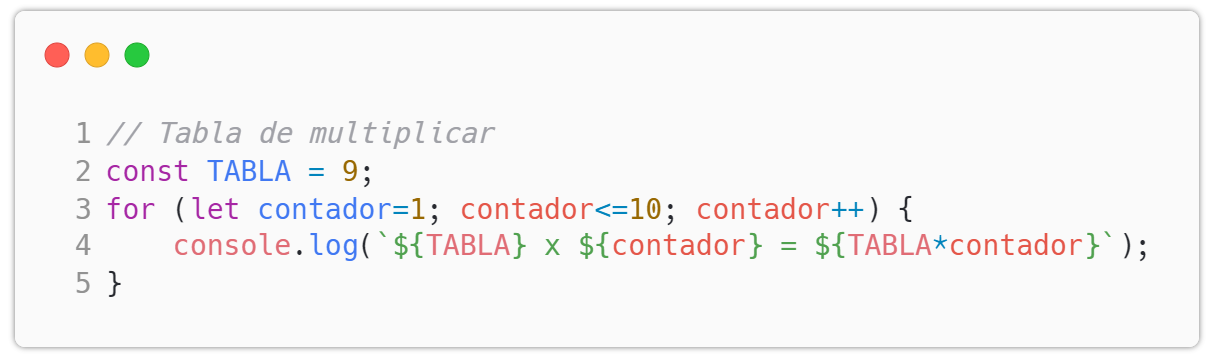 1 // Tabla de multiplicar
2 const TABLA = 9;
3 for (let contador=1; contador<=10; contador++) {
4     console.log(`${TABLA} x ${contador} = ${TABLA*contador}`);
5 }